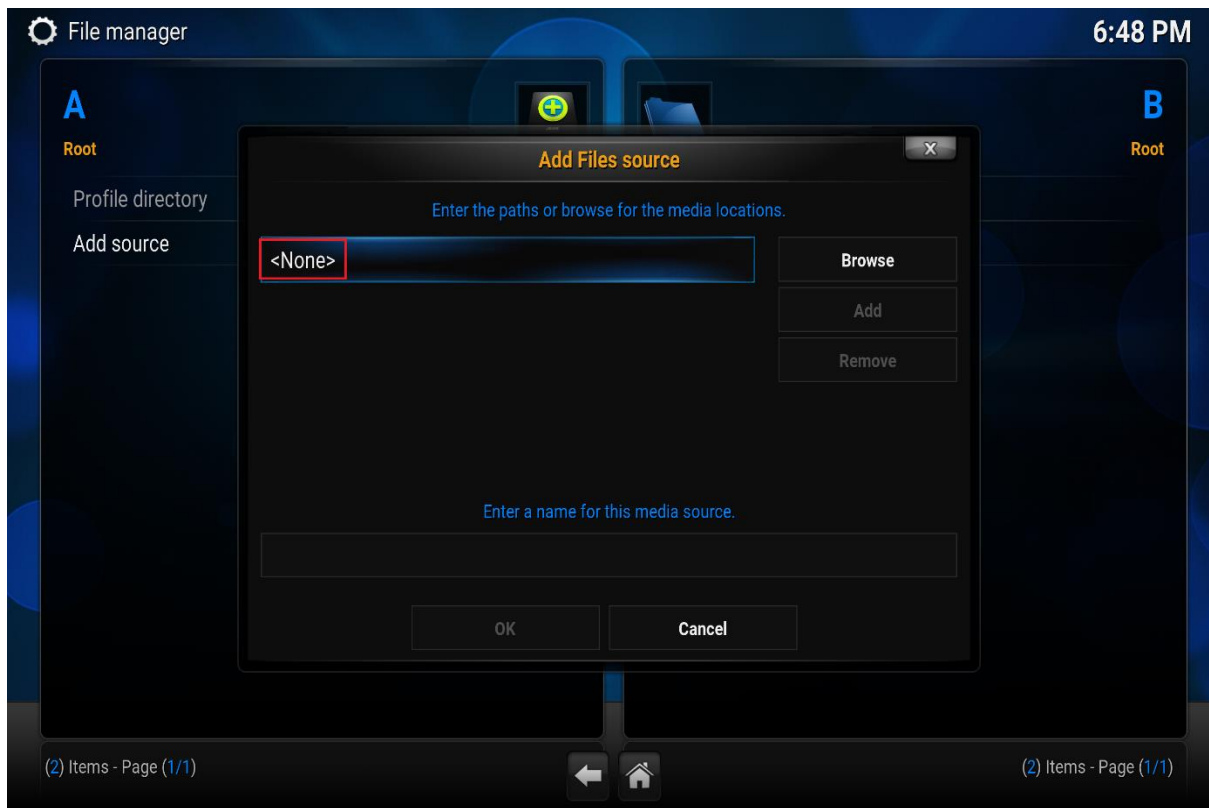 File manager
6:48 PM
A
B
Root
Root
Add Files source
X
Profile directory
Enter the paths or browse for the media locations.
Add source
<None>
Browse
Add
Remove
Enter a name for this media source.
OK
Cancel
(2) Items - Page (1/1)
(2) Items - Page (1/1)